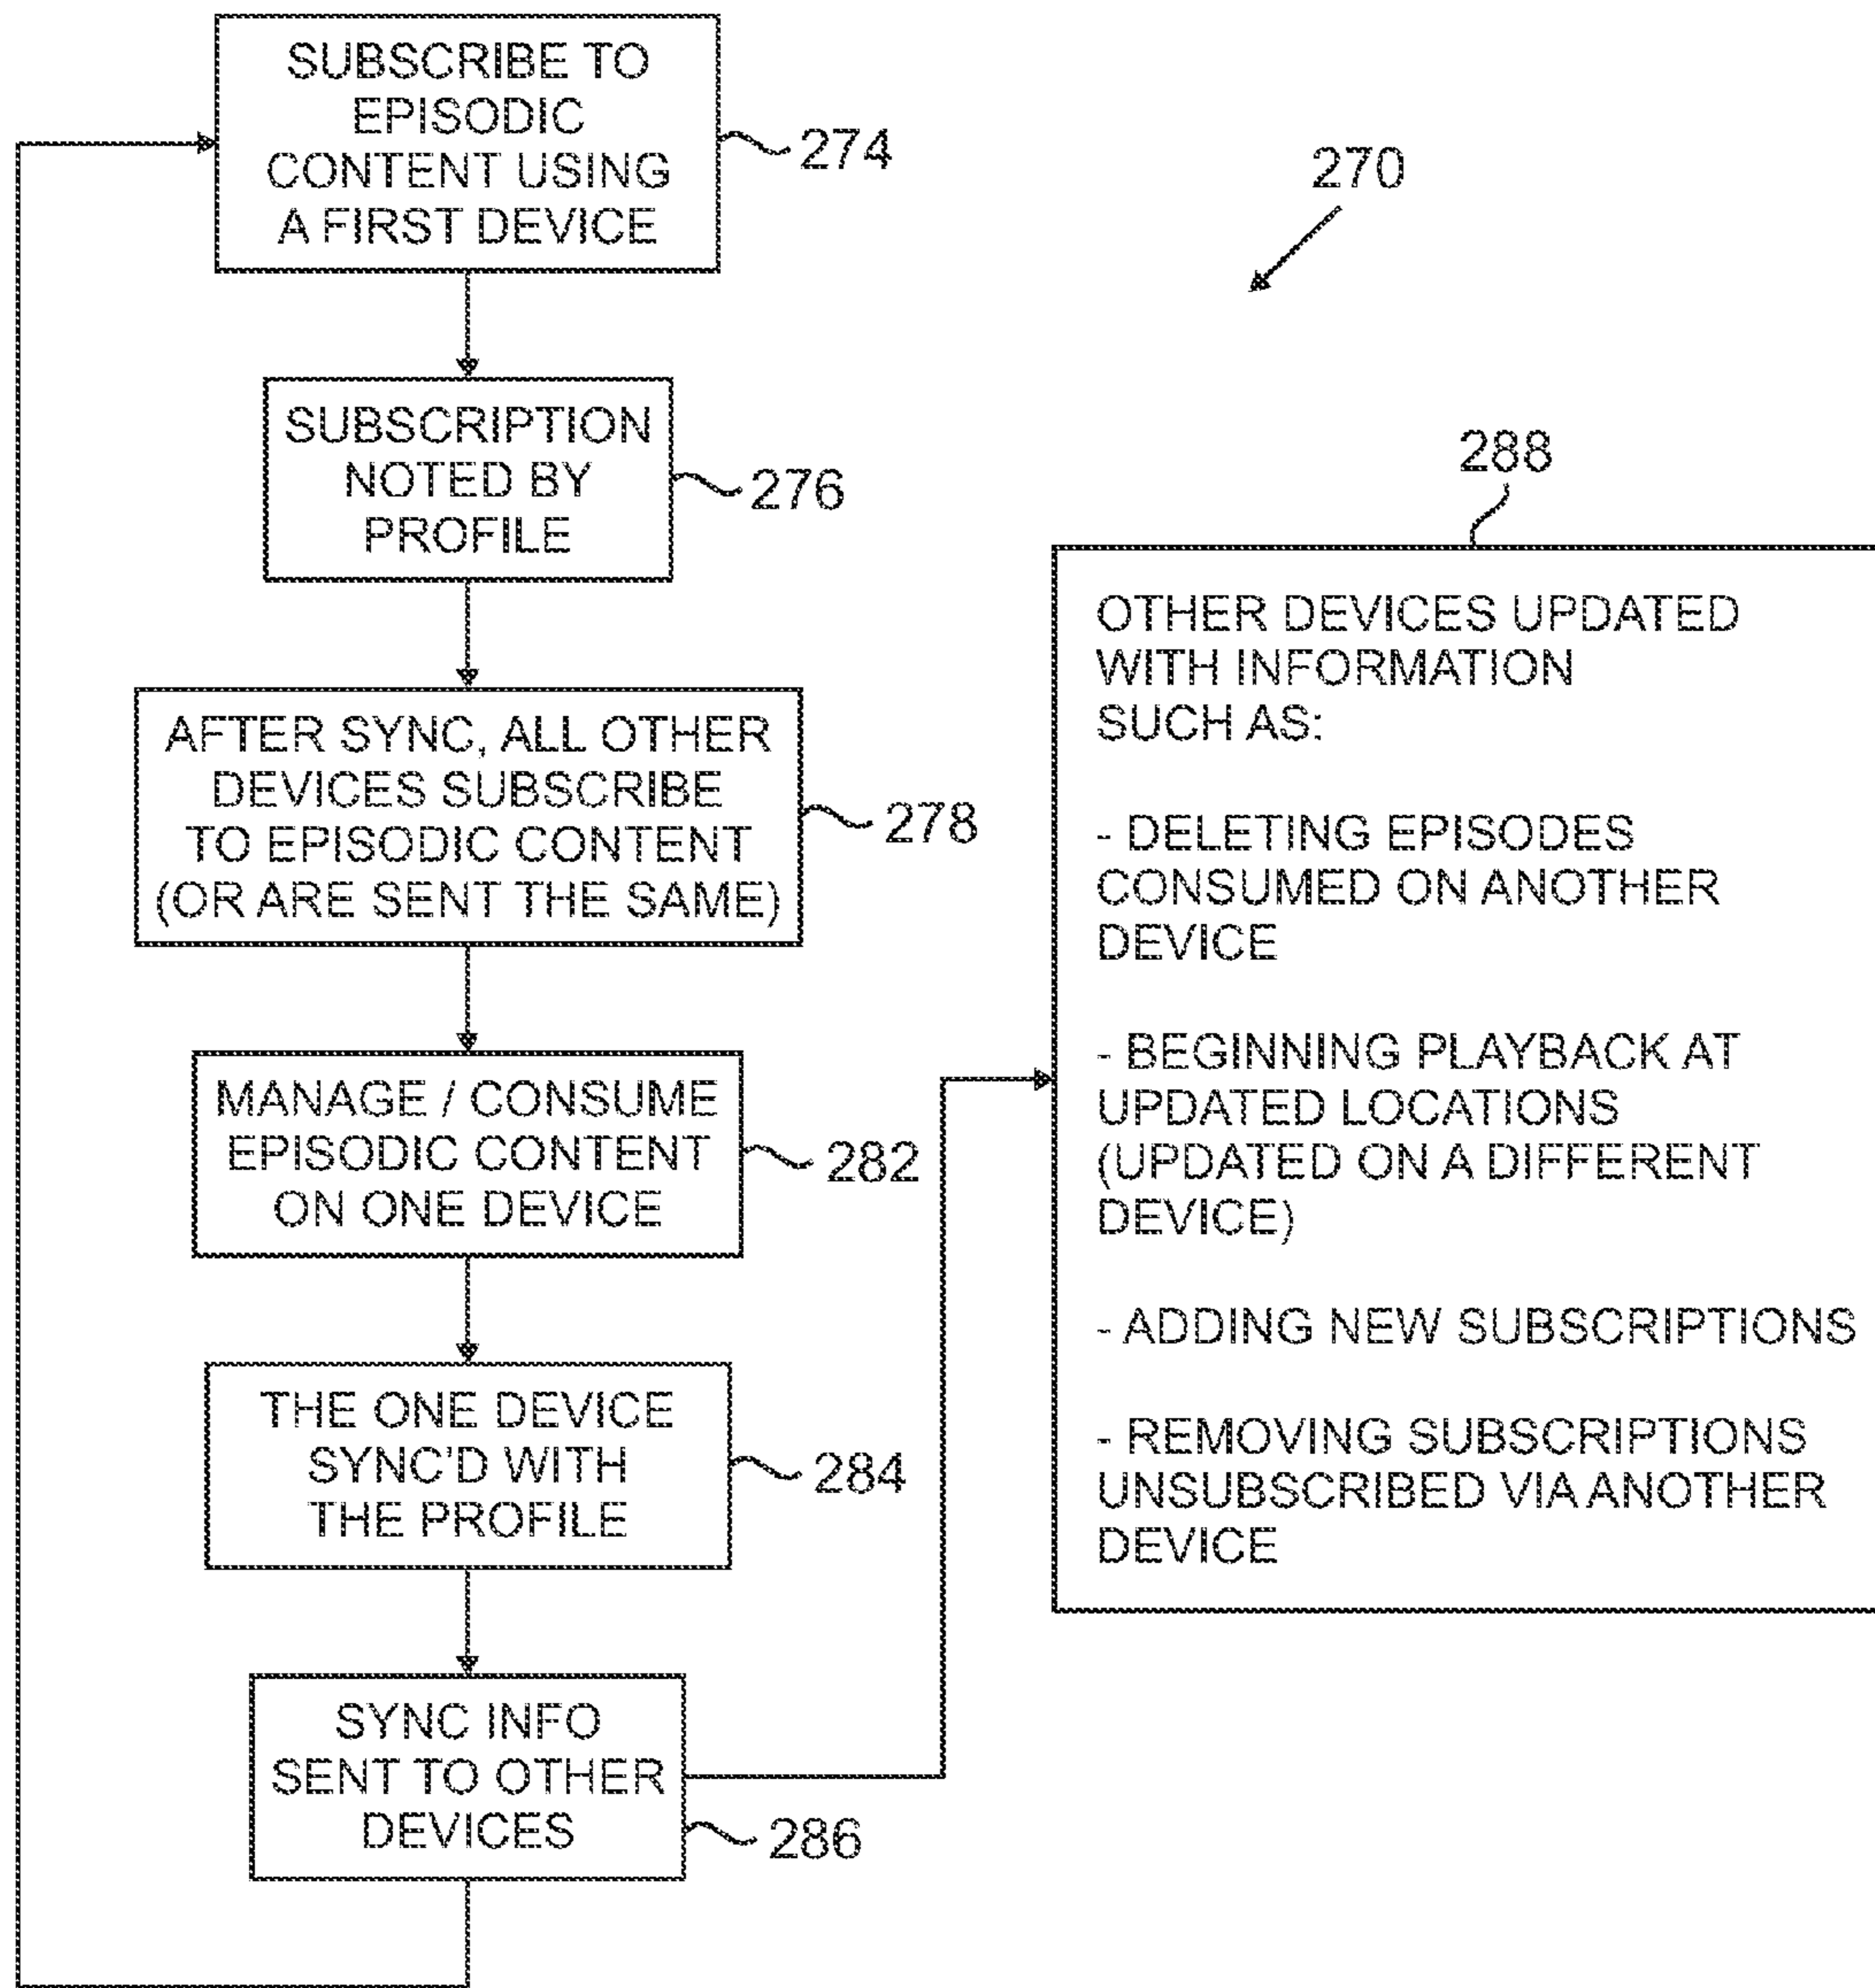 SUBSCRIBE TO
EPISODIC
CONTENT USING
A FIRST DEVICE
274
270
SUBSCRIPTION
NOTED BY
PROFILE
276
AFTER SYNC, ALL OTHER
DEVICES SUBSCRIBE
TO EPISODIC CONTENT
(OR ARE SENT THE SAME)
278
MANAGE / CONSUME
EPISODIC CONTENT
ON ONE DEVICE
282
THE ONE DEVICE
SYNC'D WITH
THE PROFILE
284
SYNC INFO
SENT TO OTHER
DEVICES
286
288
OTHER DEVICES UPDATED
WITH INFORMATION
SUCH AS:
- DELETING EPISODES
CONSUMED ON ANOTHER
DEVICE
- BEGINNING PLAYBACK AT
UPDATED LOCATIONS
(UPDATED ON A DIFFERENT
DEVICE)
- ADDING NEW SUBSCRIPTIONS
- REMOVING SUBSCRIPTIONS
UNSUBSCRIBED VIA ANOTHER
DEVICE